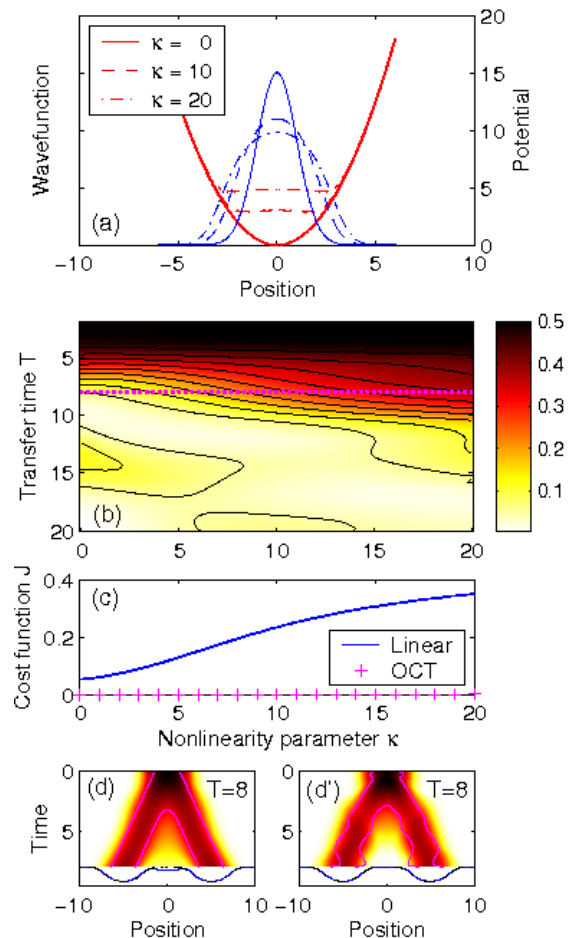 20
κ = 0
κ = 10
κ = 20
15
10
5
0
Wavefunction
Potential
(a)
−10 −5 0 5 10
Position
5
10
15
20
Transfer time T
(b)
0 5 10 15 20
0.5
0.4
0.3
0.2
0.1
0.4
0.2
0
Cost function J
(c)
Linear
OCT
0 5 10 15 20
Nonlinearity parameter κ
0
5
Time
(d) T=8
(d') T=8
−10 0 10
−10 0 10
Position
Position